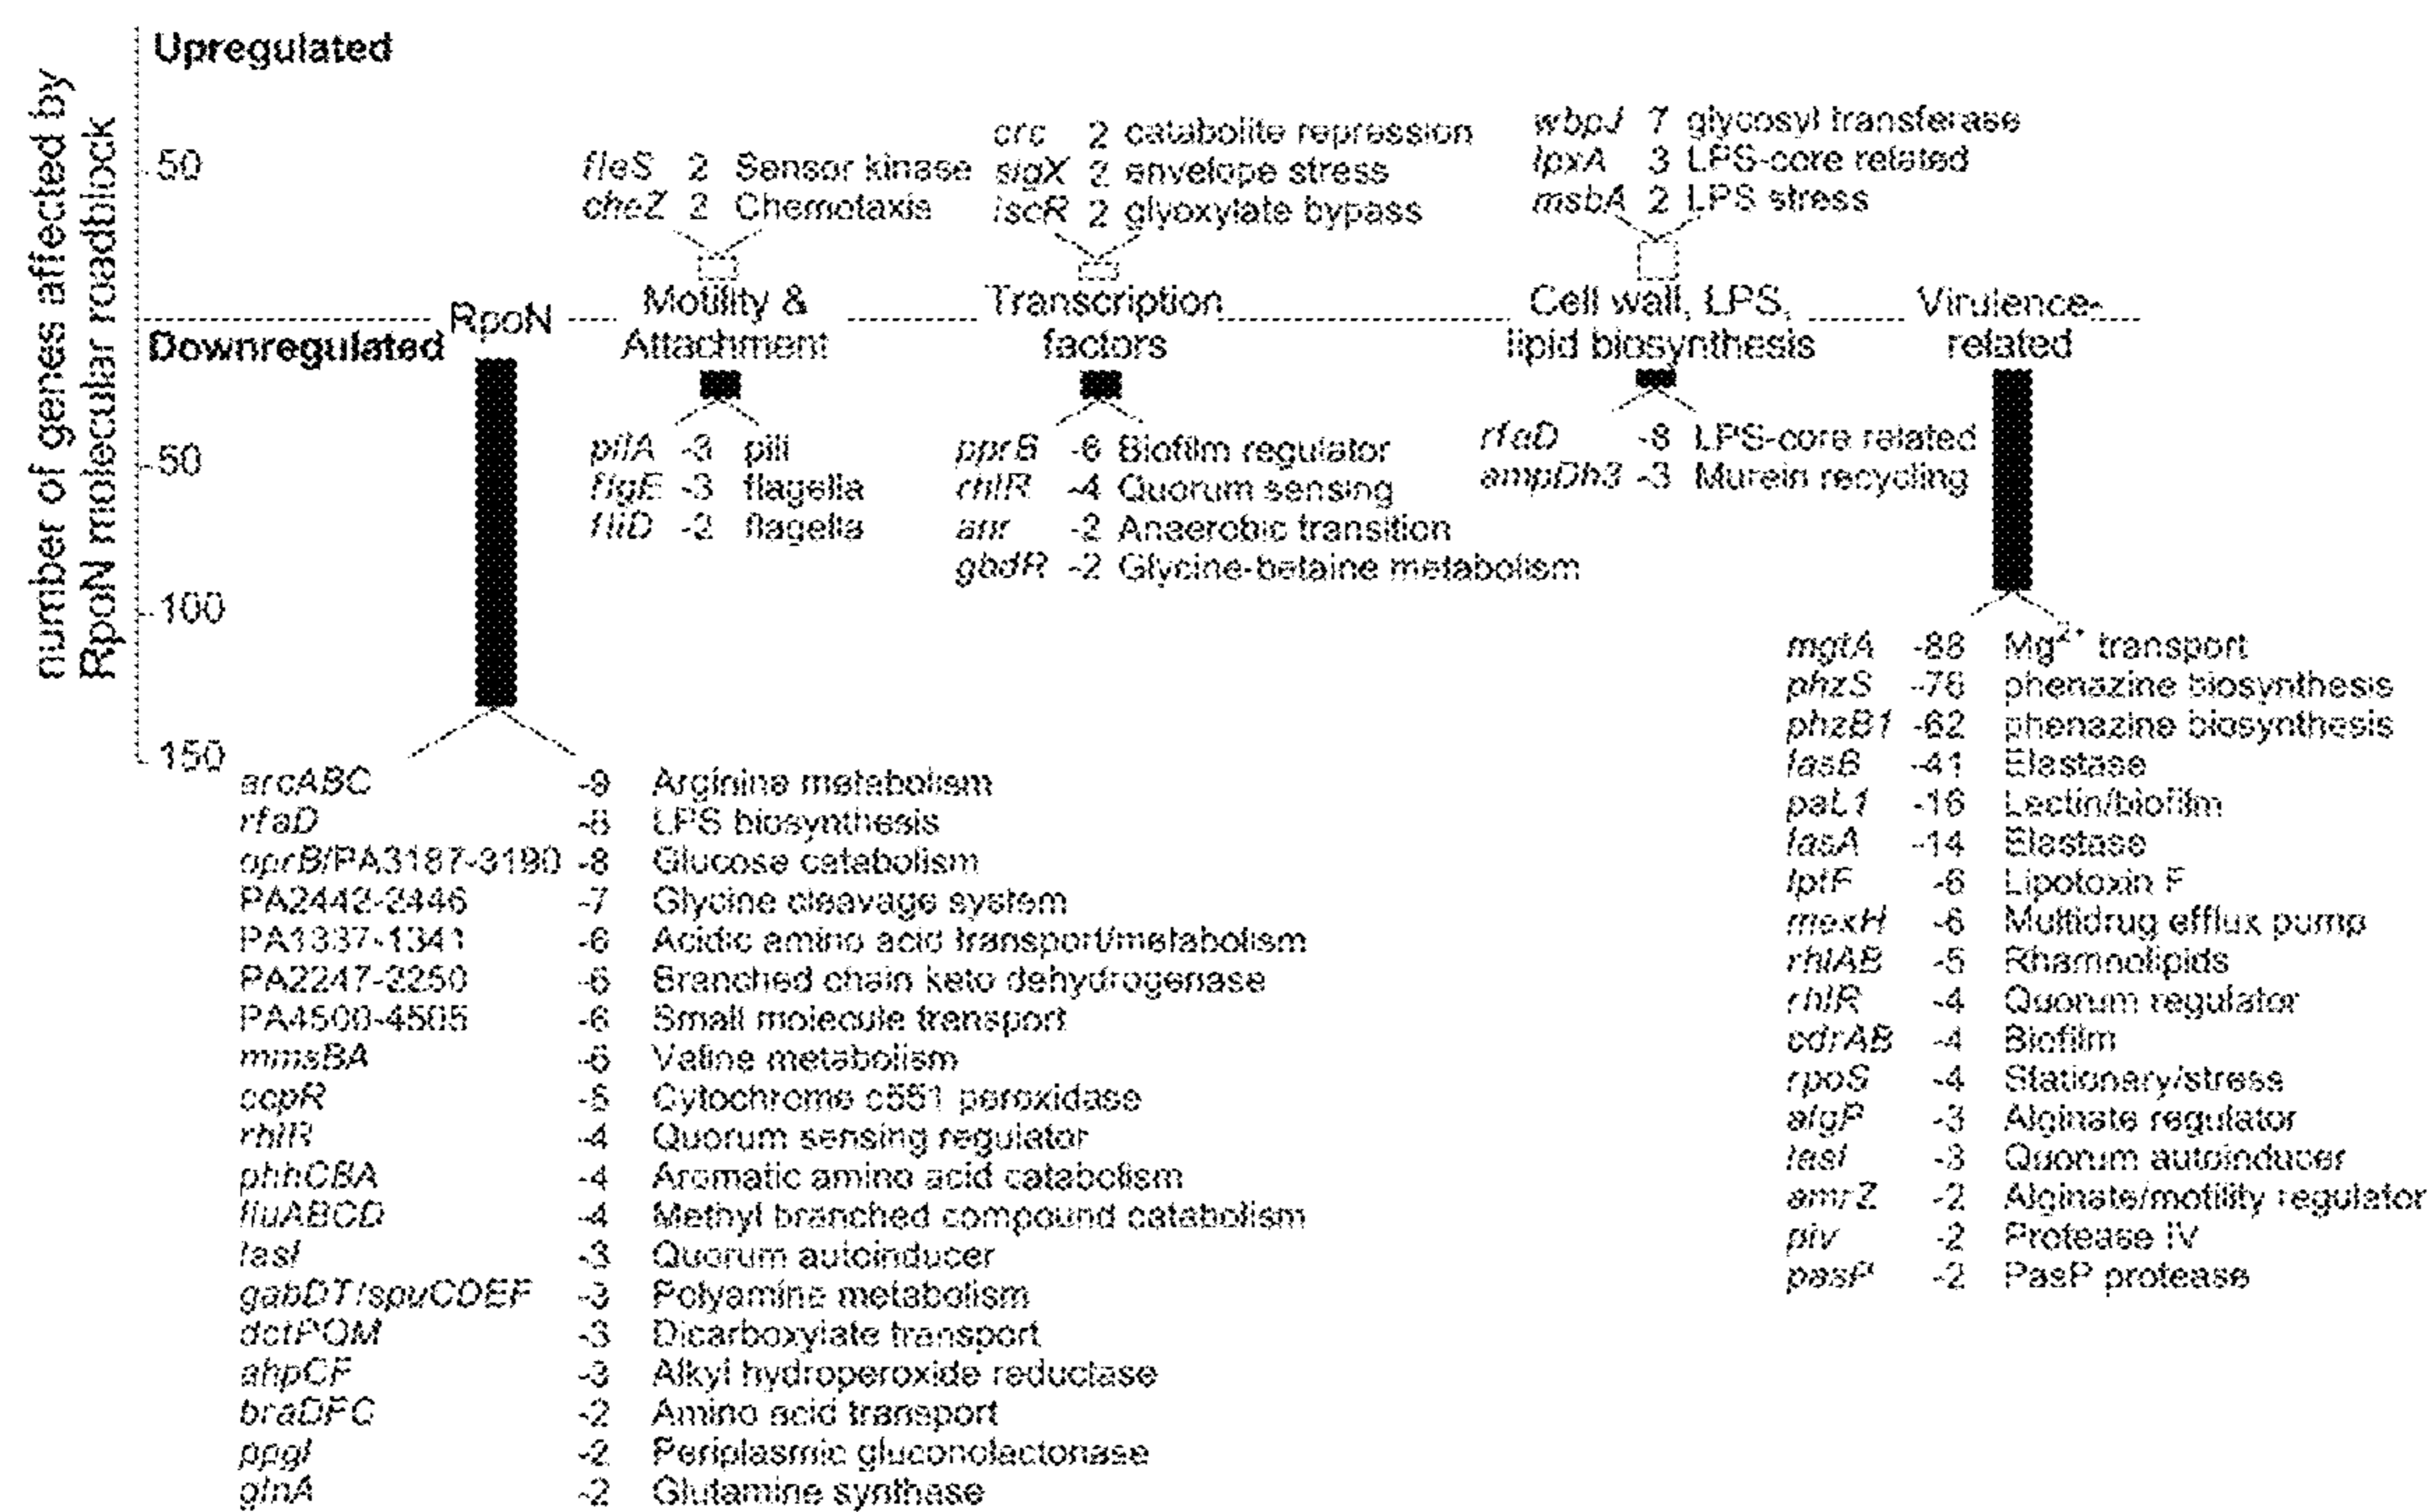 number of genes affected by
RpoN molecular roadblock
Upregulated
50
fleS 2 Sensor kinase
cheZ 2 Chemotaxis
crc 2 catabolite repression
sigX 2 envelope stress
iscR 2 glyoxylate bypass
wbpJ 7 glycosyl transferase
lpxA 3 LPS-core related
msbA 2 LPS stress
RpoN
Motility &
Attachment
Transcription
factors
Cell wall, LPS,
lipid biosynthesis
Virulence-
related
Downregulated
50
100
150
pilA -3 pili
flgE -3 flagella
fliD -2 flagella
pprB -6 Biofilm regulator
rhlR -4 Quorum sensing
anr -2 Anaerobic transition
gbdR -2 Glycine-betaine metabolism
rfaD -8 LPS-core related
ampDh3 -3 Murein recycling
arcABC -9 Arginine metabolism
rfaD -8 LPS biosynthesis
oprB/PA3187-3190 -8 Glucose catabolism
PA2442-2446 -7 Glycine cleavage system
PA1337-1341 -6 Acidic amino acid transport/metabolism
PA2247-2250 -6 Branched chain keto dehydrogenase
PA4500-4505 -6 Small molecule transport
mmsBA -6 Valine metabolism
ccpR -5 Cytochrome c551 peroxidase
rhlR -4 Quorum sensing regulator
phhCBA -4 Aromatic amino acid catabolism
liuABCD -4 Methyl branched compound catabolism
lasI -3 Quorum autoinducer
gabDT/spuCDEF -3 Polyamine metabolism
dctPQM -3 Dicarboxylate transport
ahpCF -3 Alkyl hydroperoxide reductase
braDFC -2 Amino acid transport
ppgl -2 Periplasmic gluconolactonase
glnA -2 Glutamine synthase
mgtA -88 Mg²⁺ transport
phzS -76 phenazine biosynthesis
phzB1 -62 phenazine biosynthesis
lasB -41 Elastase
paL1 -16 Lectin/biofilm
lasA -14 Elastase
lptF -6 Lipotoxin F
mexH -6 Multidrug efflux pump
rhlAB -5 Rhamnolipids
rhlR -4 Quorum regulator
cdrAB -4 Biofilm
rpoS -4 Stationary/stress
algP -3 Alginate regulator
lasI -3 Quorum autoinducer
amrZ -2 Alginate/motility regulator
piv -2 Protease IV
pasP -2 PasP protease